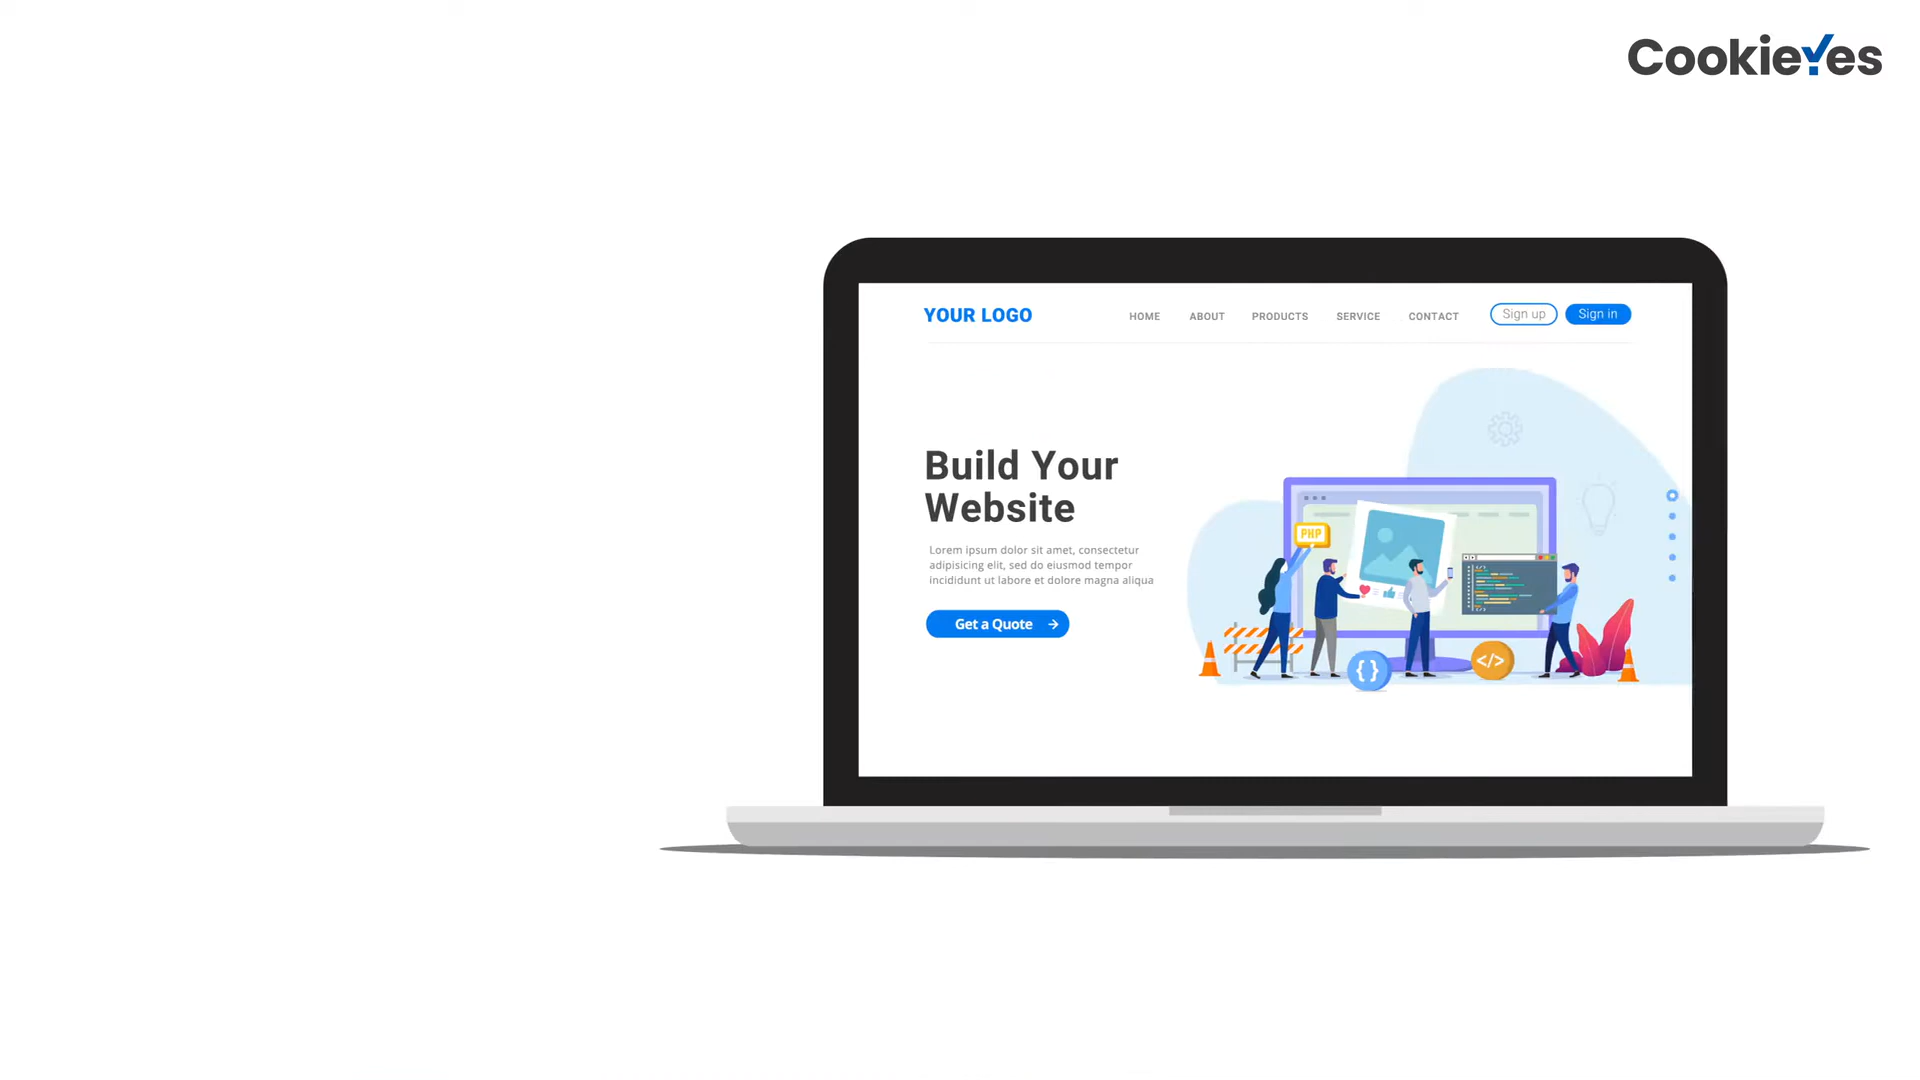 CookieYes
YOUR LOGO
HOME ABOUT PRODUCTS SERVICE CONTACT Sign up Sign in
Build Your
Website
Lorem ipsum dolor sit amet, consectetur
adipisicing elit, sed do eiusmod tempor
incididunt ut labore et dolore magna aliqua
Get a Quote →
PHP
{}
</>